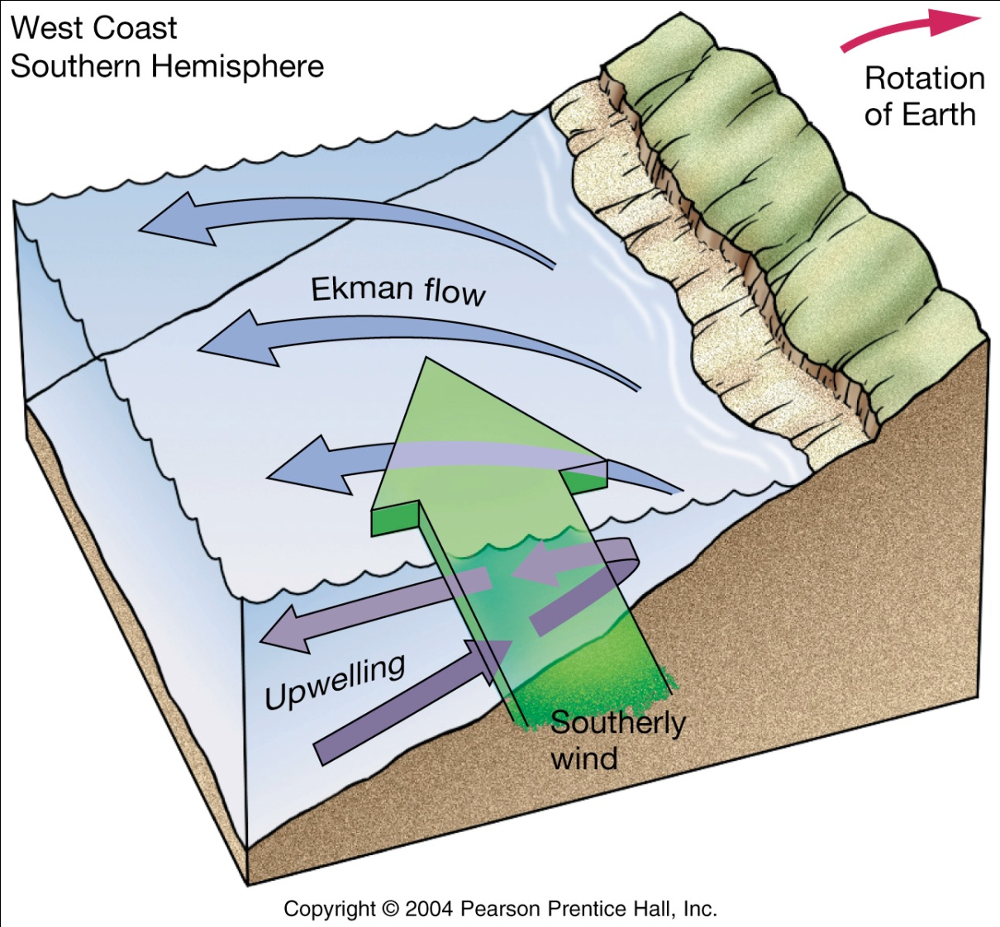 West Coast
Southern Hemisphere
Rotation
of Earth
Ekman flow
Upwelling
Southerly
wind
Copyright © 2004 Pearson Prentice Hall, Inc.